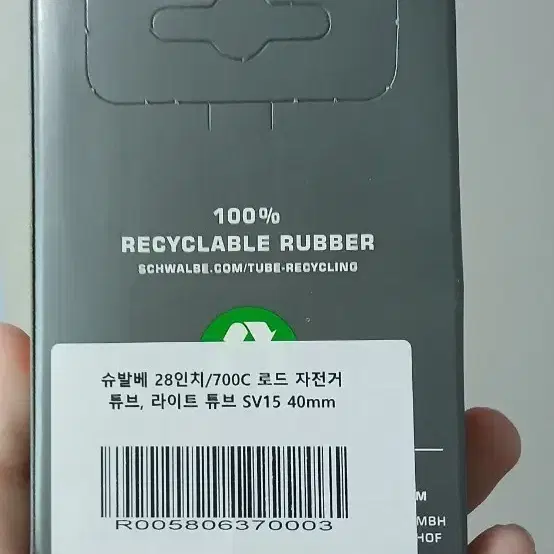 100%
RECYCLABLE RUBBER
SCHWALBE.COM/TUBE-RECYCLING
슈발베 28인치/700C 로드 자전거
튜브, 라이트 튜브 SV15 40mm
R005806370003